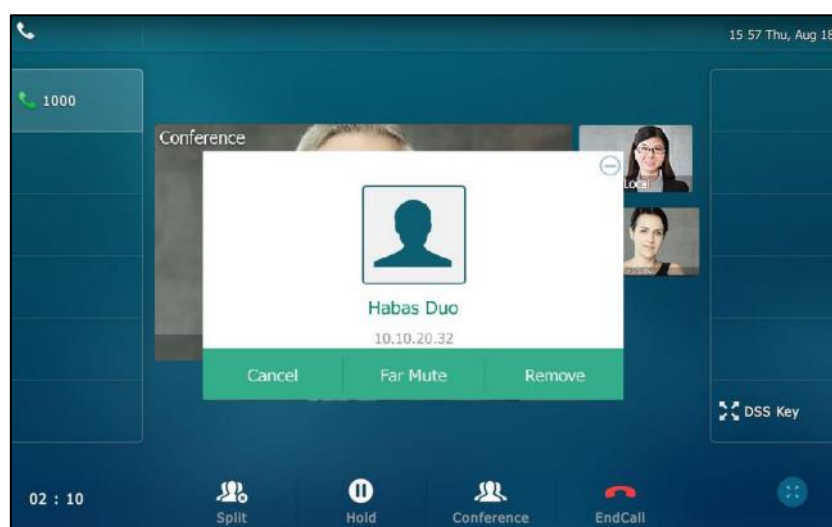 15 57 Thu, Aug 18
1000
Conference
Local
Habas Duo
10.10.20.32
Cancel Far Mute Remove
DSS Key
02 : 10
Split Hold Conference EndCall